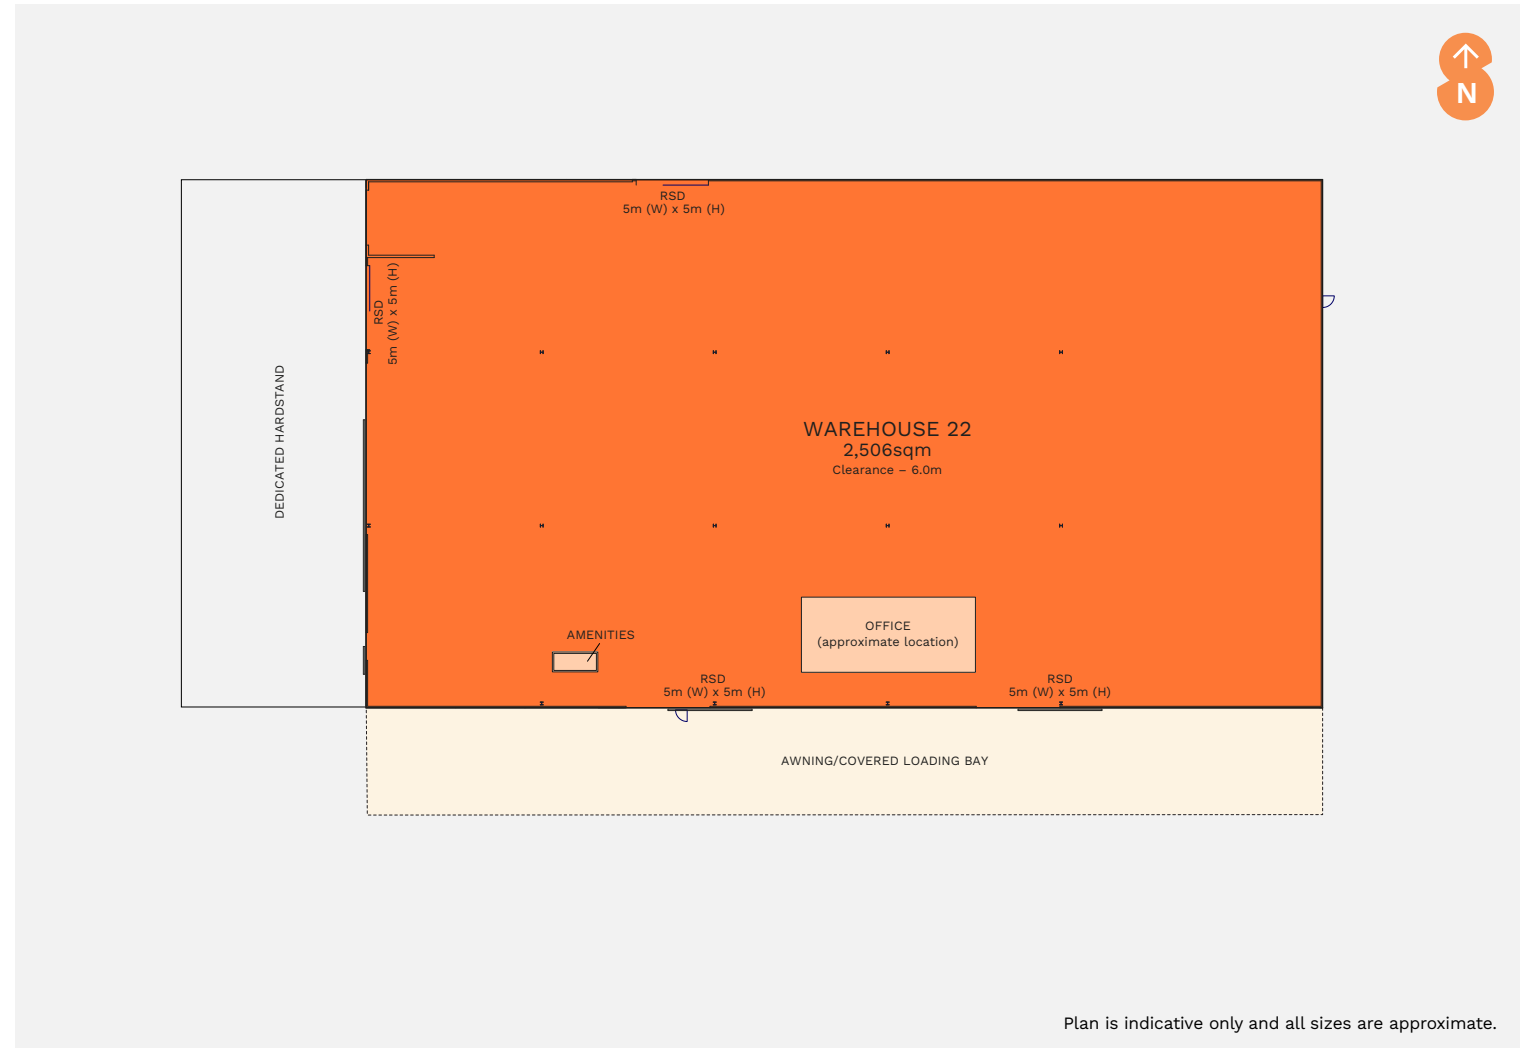 N
RSD
5m (W) x 5m (H)
RSD
5m (W) x 5m (H)
DEDICATED HARDSTAND
WAREHOUSE 22
2,506sqm
Clearance – 6.0m
OFFICE
(approximate location)
AMENITIES
RSD
5m (W) x 5m (H)
RSD
5m (W) x 5m (H)
AWNING/COVERED LOADING BAY
Plan is indicative only and all sizes are approximate.